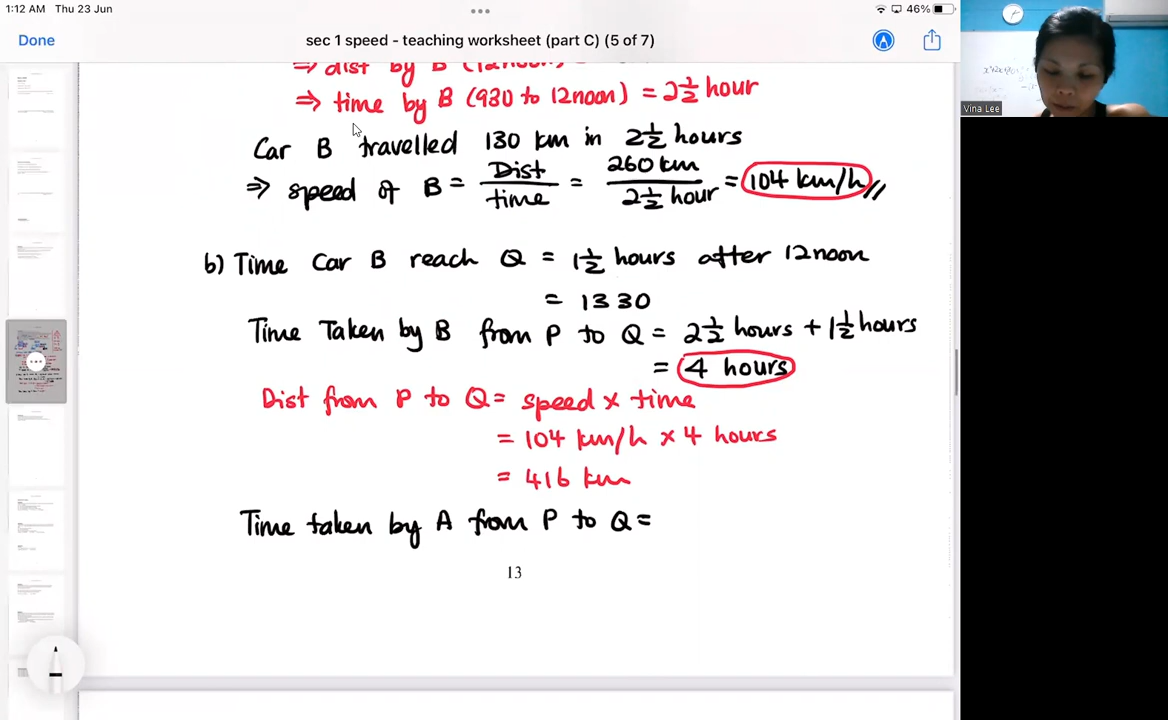 1:12 AM Thu 23 Jun
46%
Done
sec 1 speed - teaching worksheet (part C) (5 of 7)
⇒ dist by B (12noon) =
⇒ time by B (930 to 12noon) = 2½ hour
Car B travelled 130 km in 2½ hours
⇒ speed of B = Dist/time = 260 km/2½ hour = 104 km/h //
b) Time Car B reach Q = 1½ hours after 12noon
= 1330
Time Taken by B from P to Q = 2½ hours + 1½ hours
= 4 hours
Dist from P to Q = speed x time
= 104 km/h x 4 hours
= 416 km
Time taken by A from P to Q =
13
Vina Lee